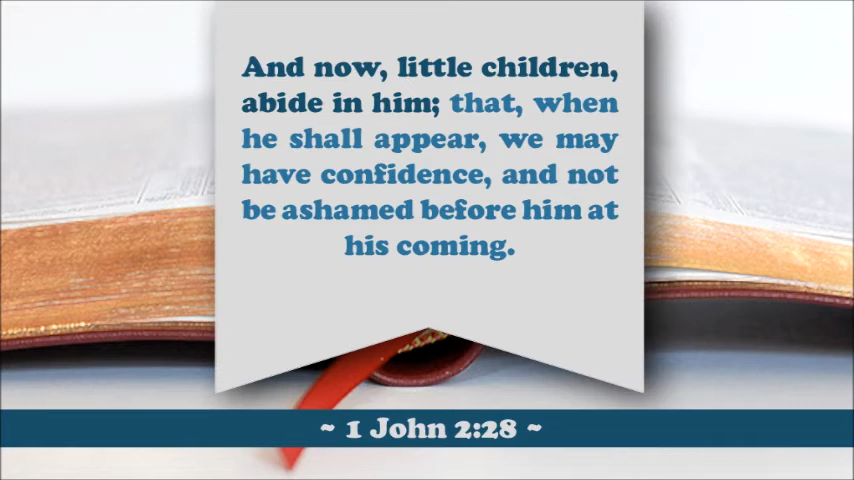 And now, little children,
abide in him; that, when
he shall appear, we may
have confidence, and not
be ashamed before him at
his coming.
~ 1 John 2:28 ~